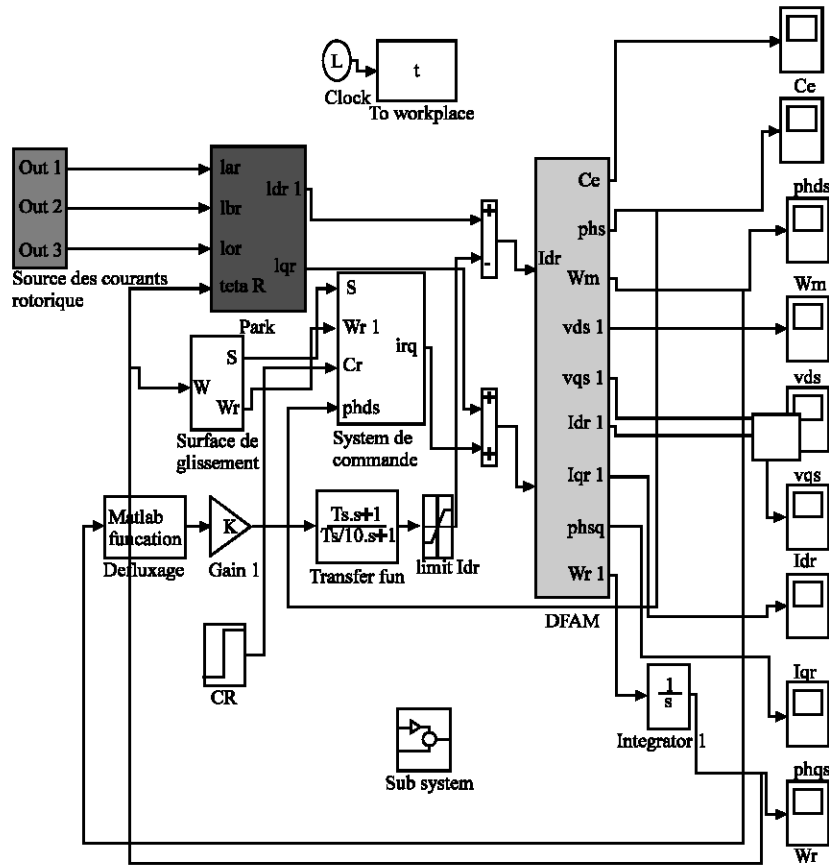 L
Clock
t
To workplace
Ce
Out 1
Out 2
Out 3
Source des courants
rotorique
Iar
Ibr
Ior
teta R
Idr 1
Iqr
Park
+
-
+
+
Idr
Ce
phs
Wm
vds 1
vqs 1
Idr 1
Iqr 1
phsq
Wr 1
DFAM
phds
Wm
vds
vqs
Idr
Iqr
phqs
Wr
W
S
Wr
Surface de
glissement
S
Wr 1
Cr
phds
irq
System de
commande
Matlab
funcation
Defluxage
K
Gain 1
Ts.s+1
Ts/10.s+1
Transfer fun
limit Idr
CR
Sub system
1
s
Integrator 1